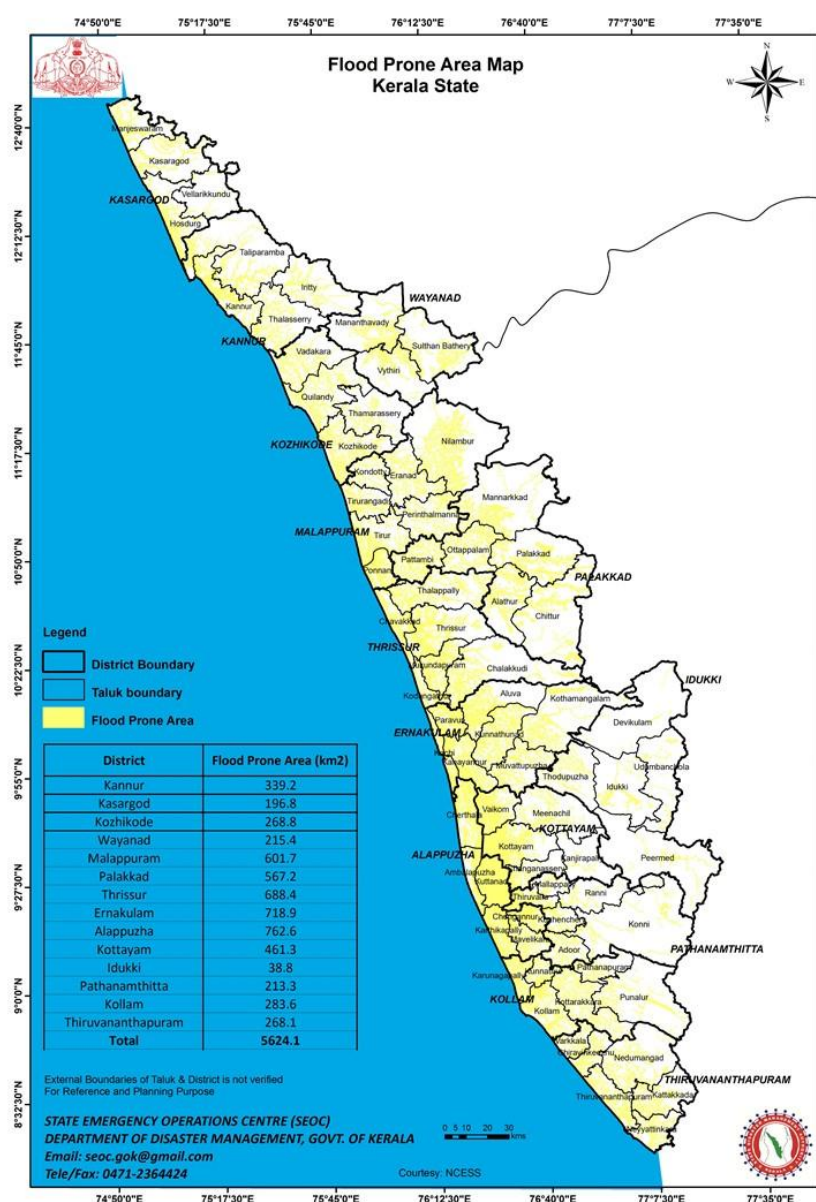 74°50'0"E 75°17'30"E 75°45'0"E 76°12'30"E 76°40'0"E 77°7'30"E 77°35'0"E
Flood Prone Area Map
Kerala State
N
W E
S
12°40'0"N
12°12'30"N
11°45'0"N
11°17'30"N
10°50'0"N
10°22'30"N
9°55'0"N
9°27'30"N
9°0'0"N
8°32'30"N
Manjeswaram
Kasaragod
Vellarikkundu
KASARGOD
Hosdurg
Taliparamba
Iritty
WAYANAD
Kannur
Thalasserry
Mananthavady
KANNUR
Vadakara
Sulthan Bathery
Vythiri
Quilandy
Thamarassery
KOZHIKODE
Kozhikode
Nilambur
Kondotty
Eranad
Mannarkkad
Tirurangadi
Perinthalmanna
MALAPPURAM
Tirur
Ottappalam
Palakkad
Pattambi
Ponnani
PALAKKAD
Thalappally
Alathur
Chavakkad
Chittur
Thrissur
THRISSUR
Chalakkudi
IDUKKI
Aluva
Kothamangalam
Paravur
Devikulam
ERNAKULAM
Kunnathunad
Muvattupuzha
Udumbanchola
Thodupuzha
Idukki
Cherthala
Vaikom
Meenachil
KOTTAYAM
Kottayam
ALAPPUZHA
Kanjirapally
Peermed
Ambalapuzha
Changanassery
Kuttanad
Mallappally
Ranni
Thiruvalla
Konni
Chengannur
Kozhenchery
Karthikapally
Mavelikara
Adoor
PATHANAMTHITTA
Karunagapally
Kunnathur
Pathanapuram
KOLLAM
Kottarakkara
Punalur
Kollam
Varkkala
Chirayinkeezhu
Nedumangad
THIRUVANANTHAPURAM
Thiruvananthapuram
Kattakkada
Neyyattinkara
Legend
District Boundary
Taluk boundary
Flood Prone Area
District Flood Prone Area (km2)
Kannur 339.2
Kasargod 196.8
Kozhikode 268.8
Wayanad 215.4
Malappuram 601.7
Palakkad 567.2
Thrissur 688.4
Ernakulam 718.9
Alappuzha 762.6
Kottayam 461.3
Idukki 38.8
Pathanamthitta 213.3
Kollam 283.6
Thiruvananthapuram 268.1
Total 5624.1
External Boundaries of Taluk & District is not verified
For Reference and Planning Purpose
STATE EMERGENCY OPERATIONS CENTRE (SEOC)
DEPARTMENT OF DISASTER MANAGEMENT, GOVT. OF KERALA
Email: seoc.gok@gmail.com
Tele/Fax: 0471-2364424
0 5 10 20 30
kms
Courtesy: NCESS
74°50'0"E 75°17'30"E 75°45'0"E 76°12'30"E 76°40'0"E 77°7'30"E 77°35'0"E